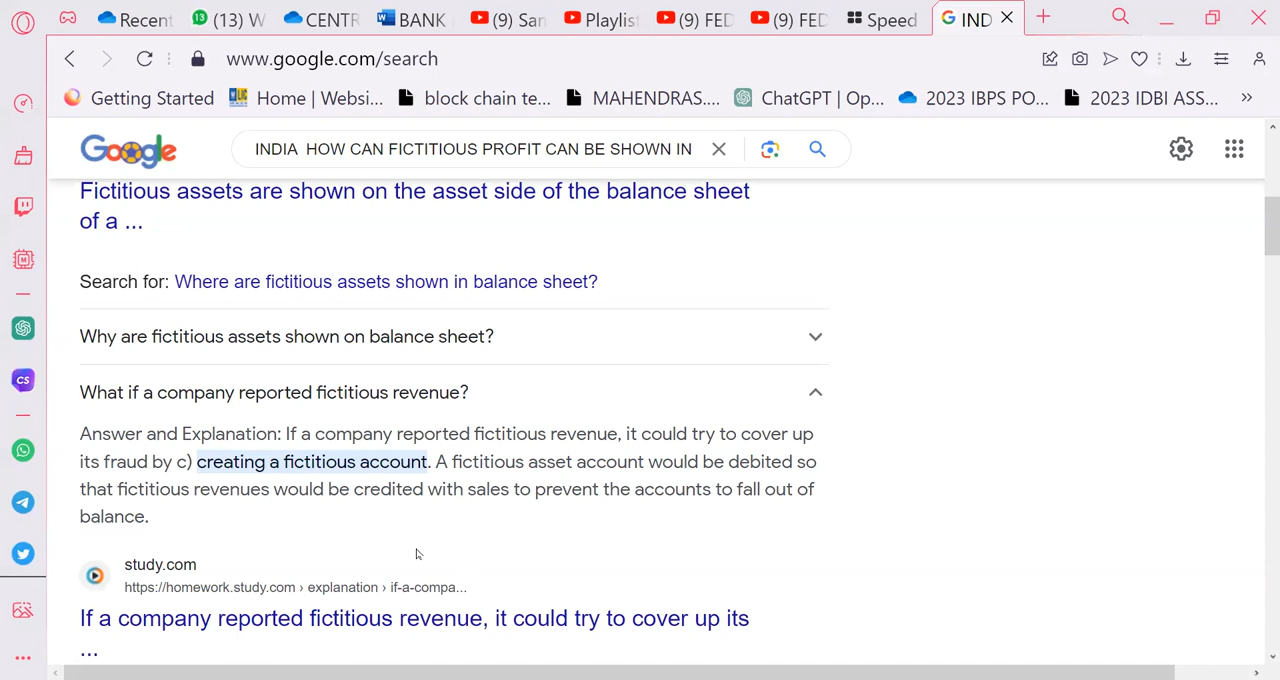 Recent
(13) W
CENTR
BANK
(9) San
Playlis
(9) FED
(9) FED
Speed
G IND
www.google.com/search
Getting Started
Home | Websi...
block chain te...
MAHENDRAS....
ChatGPT | Op...
2023 IBPS PO...
2023 IDBI ASS...
»
Google
INDIA HOW CAN FICTITIOUS PROFIT CAN BE SHOWN IN
Fictitious assets are shown on the asset side of the balance sheet
of a ...
Search for: Where are fictitious assets shown in balance sheet?
Why are fictitious assets shown on balance sheet?
What if a company reported fictitious revenue?
Answer and Explanation: If a company reported fictitious revenue, it could try to cover up
its fraud by c) creating a fictitious account. A fictitious asset account would be debited so
that fictitious revenues would be credited with sales to prevent the accounts to fall out of
balance.
CS
study.com
https://homework.study.com › explanation › if-a-compa...
If a company reported fictitious revenue, it could try to cover up its
...